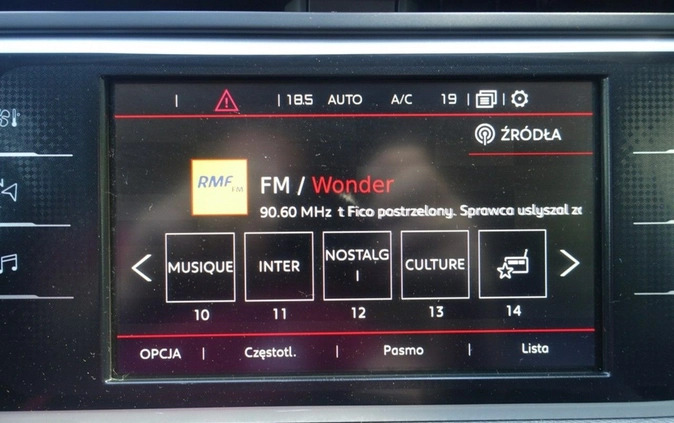 18.5 AUTO A/C 19
ŹRÓDŁA
RMF FM
FM / Wonder
90.60 MHz t Fico postrzelony. Sprawca usłyszał zc
MUSIQUE INTER NOSTALG CULTURE
I
10 11 12 13 14
OPCJA | Częstotl. | Pasmo | Lista